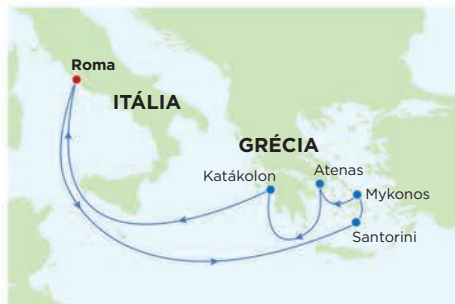 Roma
ITÁLIA
GRÉCIA
Atenas
Katákolon
Mykonos
Santorini